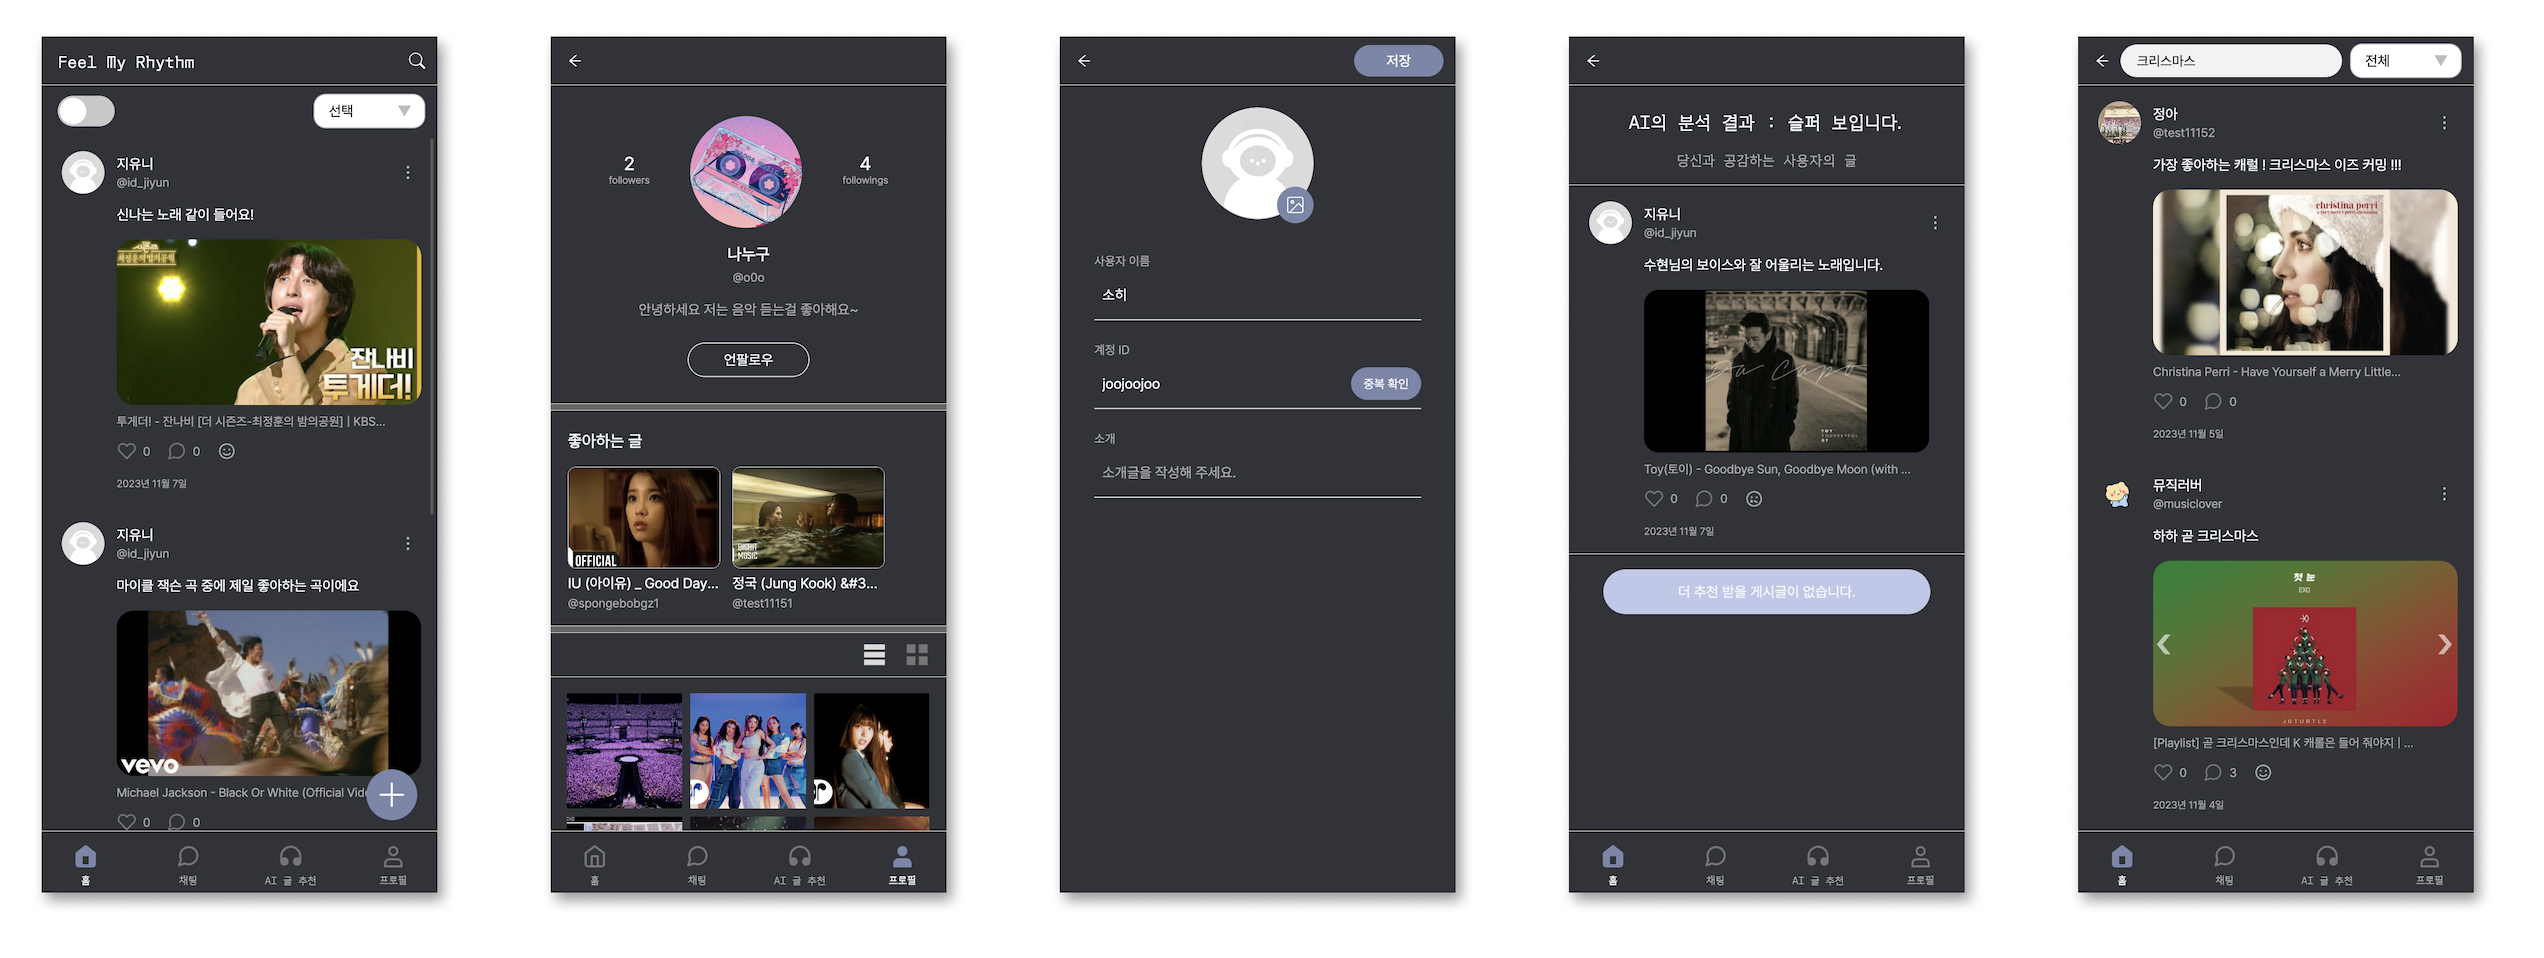 Feel My Rhythm
선택
지유니
@id_jiyun
신나는 노래 같이 들어요!
최정훈의밤의공원
잔나비
투게더!
투게더! - 잔나비 [더 시즌즈-최정훈의 밤의공원] | KBS...
0 0
2023년 11월 7일
지유니
@id_jiyun
마이클 잭슨 곡 중에 제일 좋아하는 곡이에요
vevo
Michael Jackson - Black Or White (Official Vide
0 0
홈 채팅 AI 글 추천 프로필
2
followers
4
followings
나누구
@o0o
안녕하세요 저는 음악 듣는걸 좋아해요~
언팔로우
좋아하는 글
OFFICIAL
BIGHIT
MUSIC
IU (아이유) _ Good Day...
@spongebobgz1
정국 (Jung Kook) &#3...
@test11151
홈 채팅 AI 글 추천 프로필
저장
사용자 이름
소히
계정 ID
joojoojoo
중복 확인
소개
소개글을 작성해 주세요.
AI의 분석 결과 : 슬퍼 보입니다.
당신과 공감하는 사용자의 글
지유니
@id_jiyun
수현님의 보이스와 잘 어울리는 노래입니다.
Da Capo
TOY
Toy(토이) - Goodbye Sun, Goodbye Moon (with ...
0 0
2023년 11월 7일
더 추천 받을 게시글이 없습니다.
홈 채팅 AI 글 추천 프로필
크리스마스
전체
정아
@test11152
가장 좋아하는 캐럴 ! 크리스마스 이즈 커밍 !!!
christina perri
Christina Perri - Have Yourself a Merry Little...
0 0
2023년 11월 5일
뮤직러버
@musiclover
하하 곧 크리스마스
첫 눈
EXO
JOTURTLE
[Playlist] 곧 크리스마스인데 K 캐롤은 들어 줘야지 | ...
0 3
2023년 11월 4일
홈 채팅 AI 글 추천 프로필